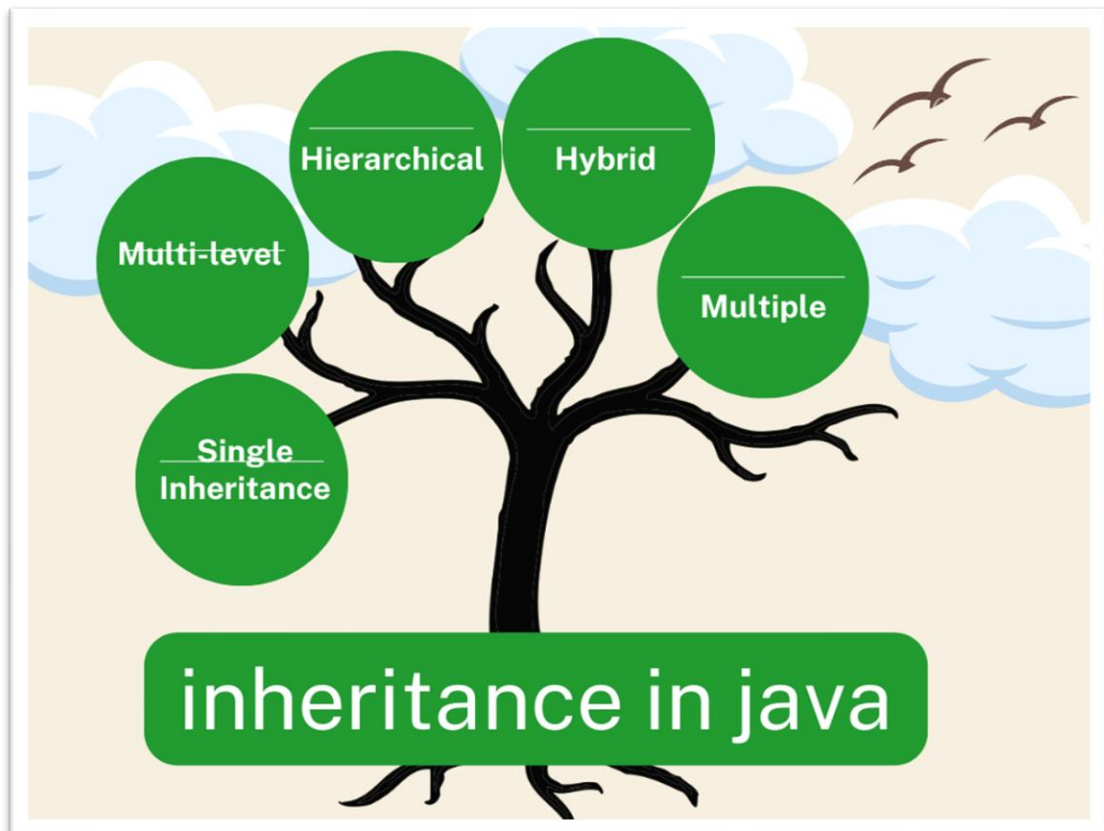 Hierarchical
Hybrid
Multi-level
Multiple
Single
Inheritance
inheritance in java